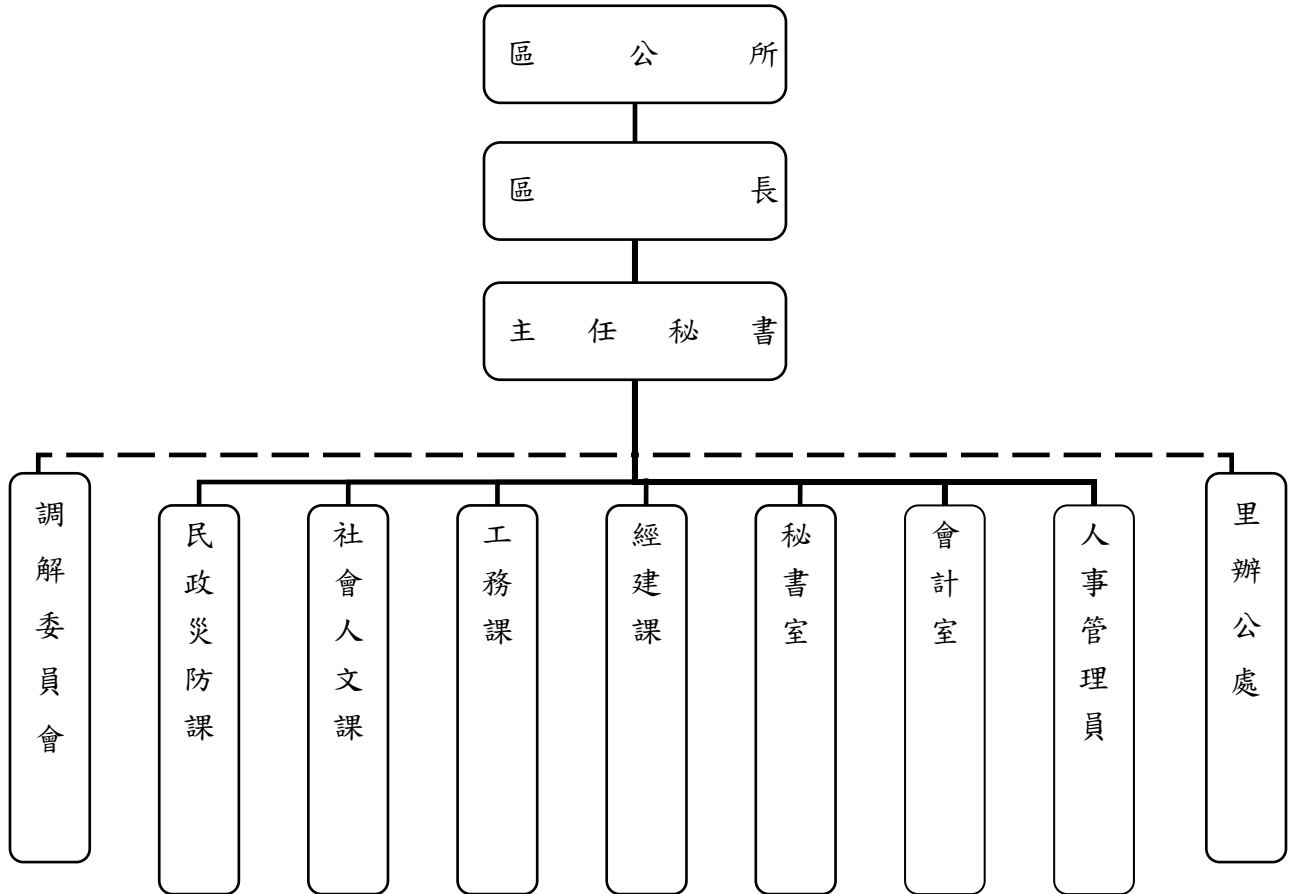 區公所
區長
主任秘書
調解委員會
民政災防課
社會人文課
工務課
經建課
秘書室
會計室
人事管理員
里辦公處